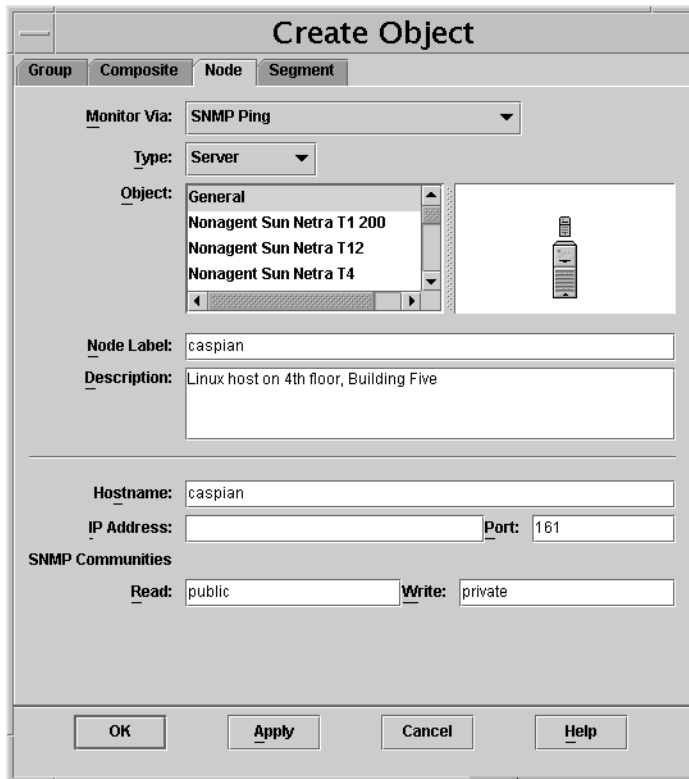 Create Object
Group Composite Node Segment
Monitor Via: SNMP Ping
Type: Server
Object: General
Nonagent Sun Netra T1 200
Nonagent Sun Netra T12
Nonagent Sun Netra T4
Node Label: caspian
Description: Linux host on 4th floor, Building Five
Hostname: caspian
IP Address: Port: 161
SNMP Communities
Read: public Write: private
OK Apply Cancel Help